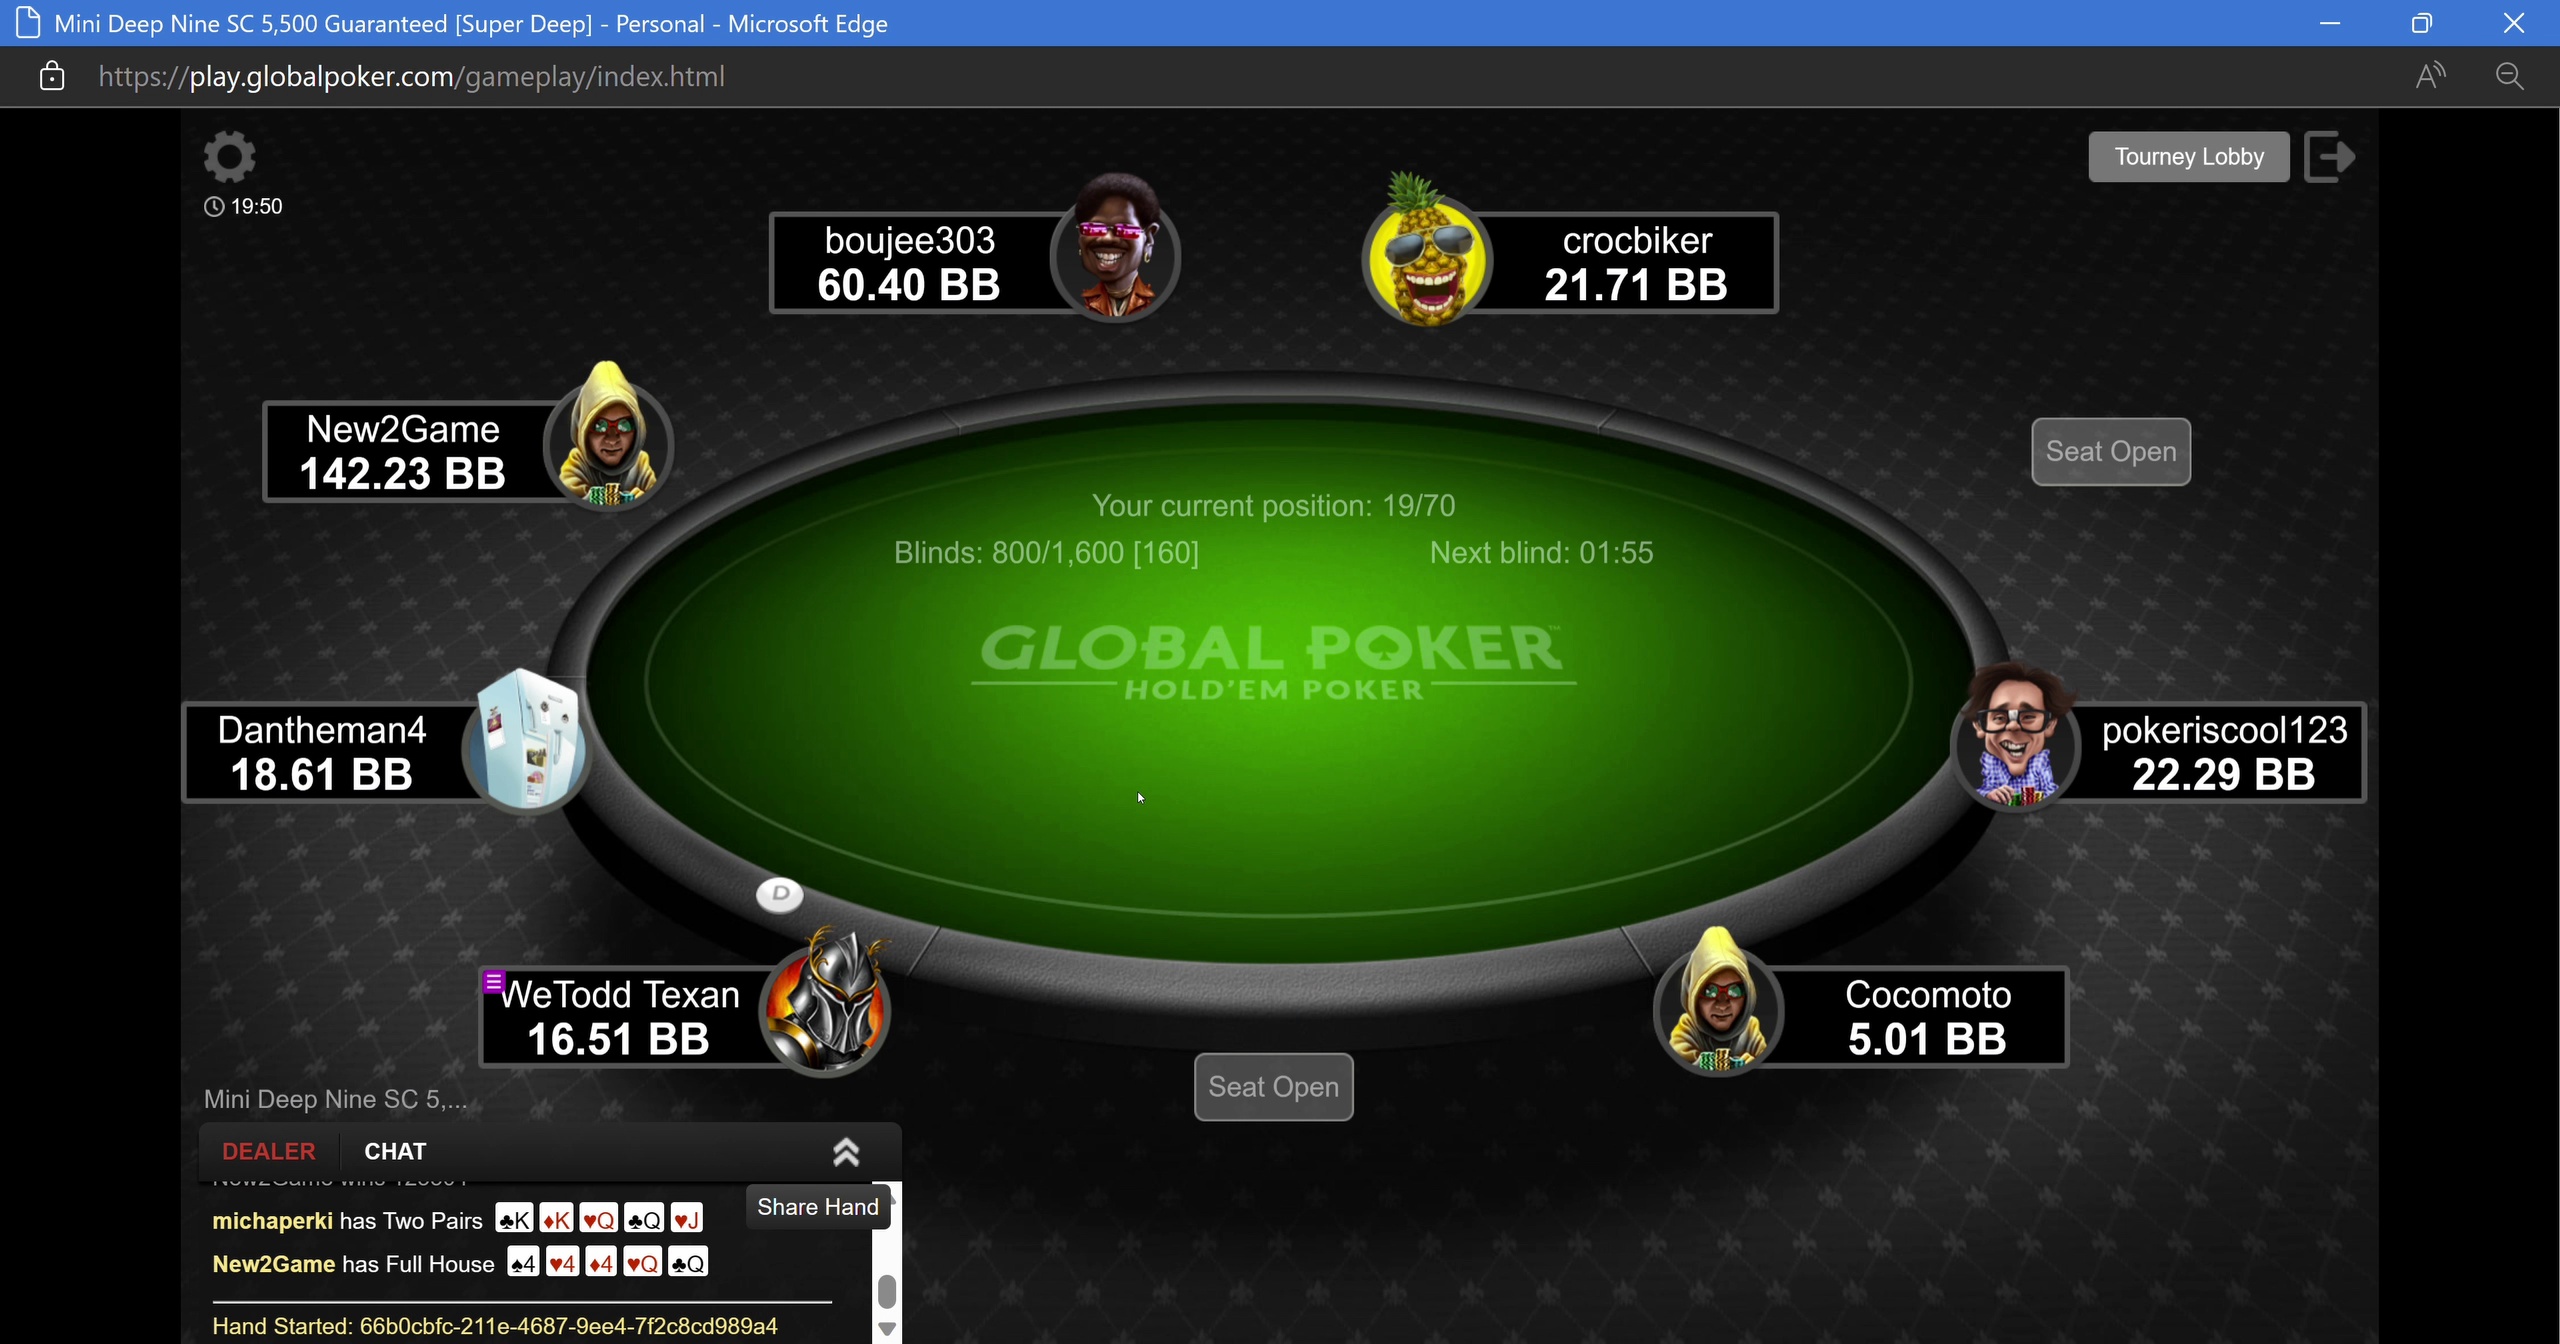 Mini Deep Nine SC 5,500 Guaranteed [Super Deep] - Personal - Microsoft Edge
https://play.globalpoker.com/gameplay/index.html
19:50
Tourney Lobby
boujee303
60.40 BB
crocbiker
21.71 BB
New2Game
142.23 BB
Seat Open
Your current position: 19/70
Blinds: 800/1,600 [160]
Next blind: 01:55
GLOBAL POKER™
HOLD'EM POKER
Dantheman4
18.61 BB
pokeriscool123
22.29 BB
D
WeTodd Texan
16.51 BB
Cocomoto
5.01 BB
Seat Open
Mini Deep Nine SC 5,...
DEALER
CHAT
Share Hand
michaperki has Two Pairs ♣K ♦K ♥Q ♣Q ♥J
New2Game has Full House ♠4 ♥4 ♦4 ♥Q ♣Q
Hand Started: 66b0cbfc-211e-4687-9ee4-7f2c8cd989a4